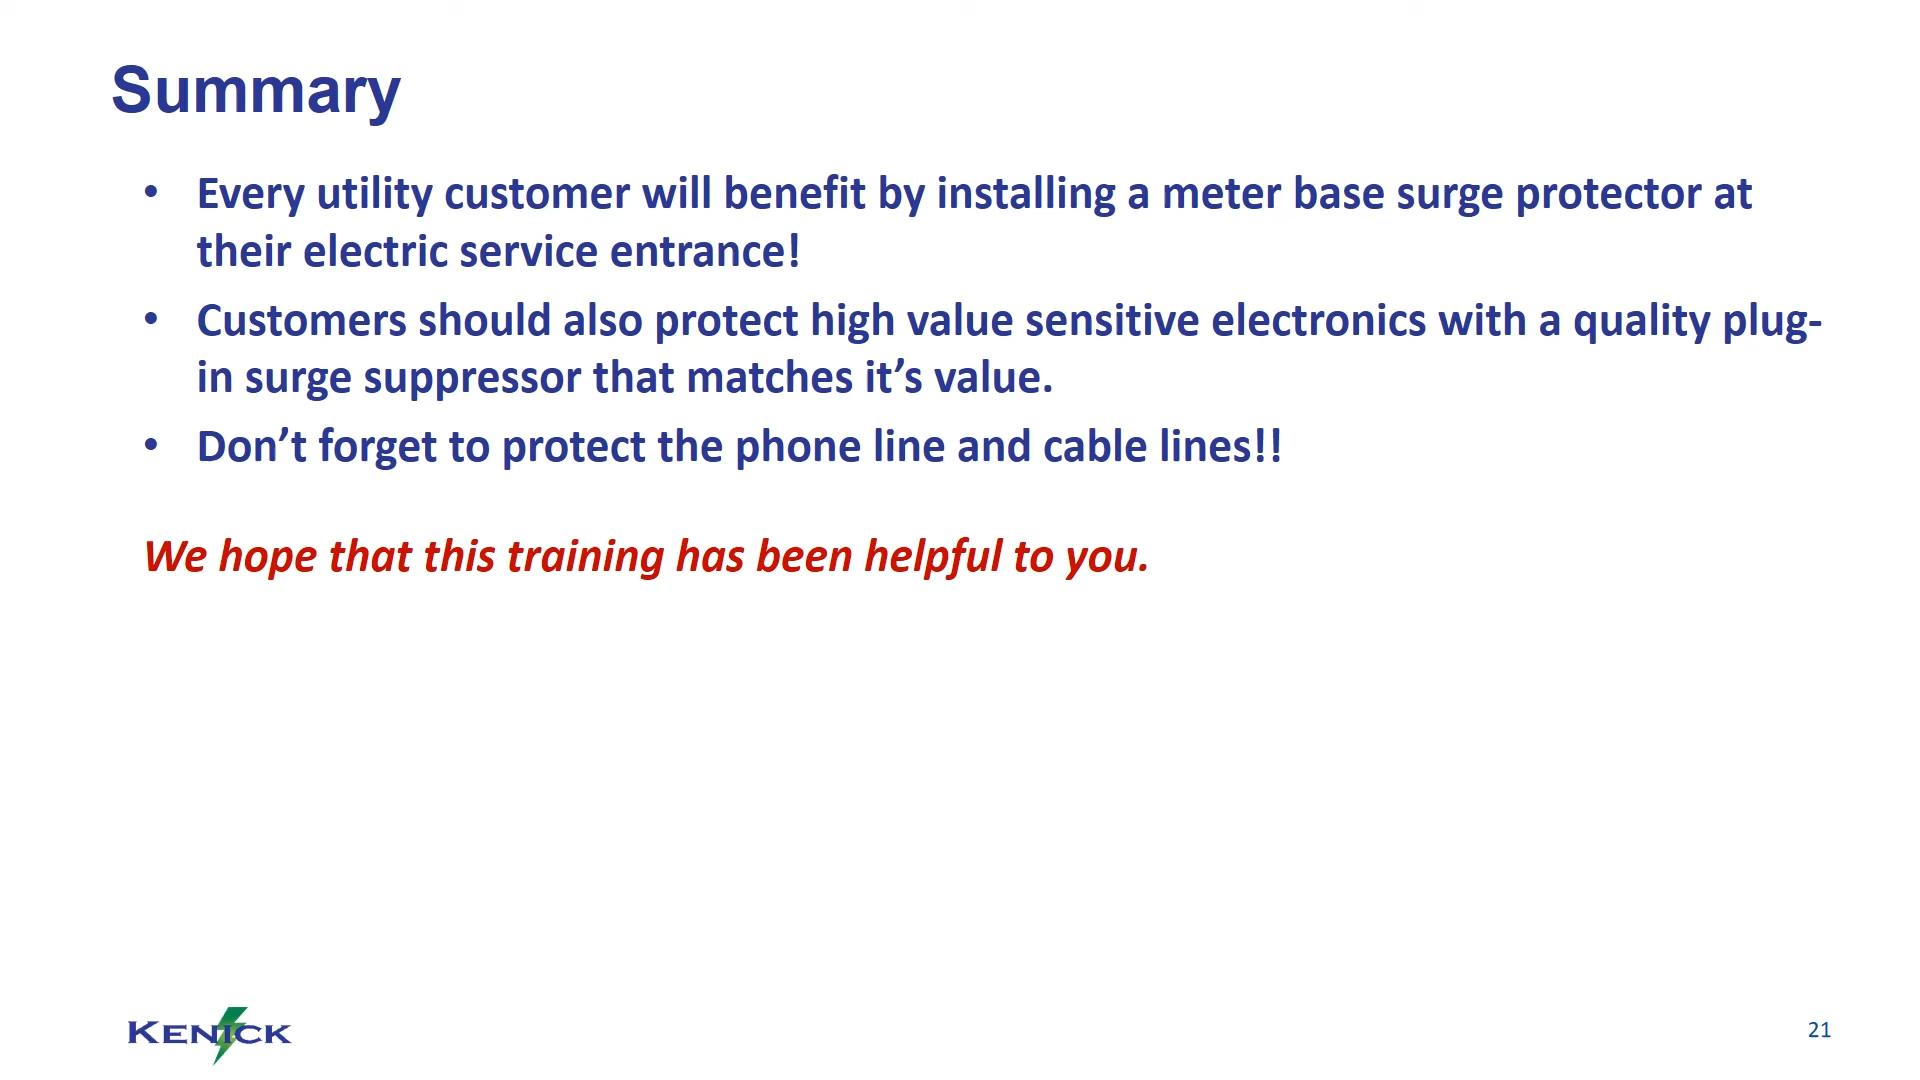 Summary
• Every utility customer will benefit by installing a meter base surge protector at
their electric service entrance!
• Customers should also protect high value sensitive electronics with a quality plug-
in surge suppressor that matches it’s value.
• Don’t forget to protect the phone line and cable lines!!
We hope that this training has been helpful to you.
KENICK
21